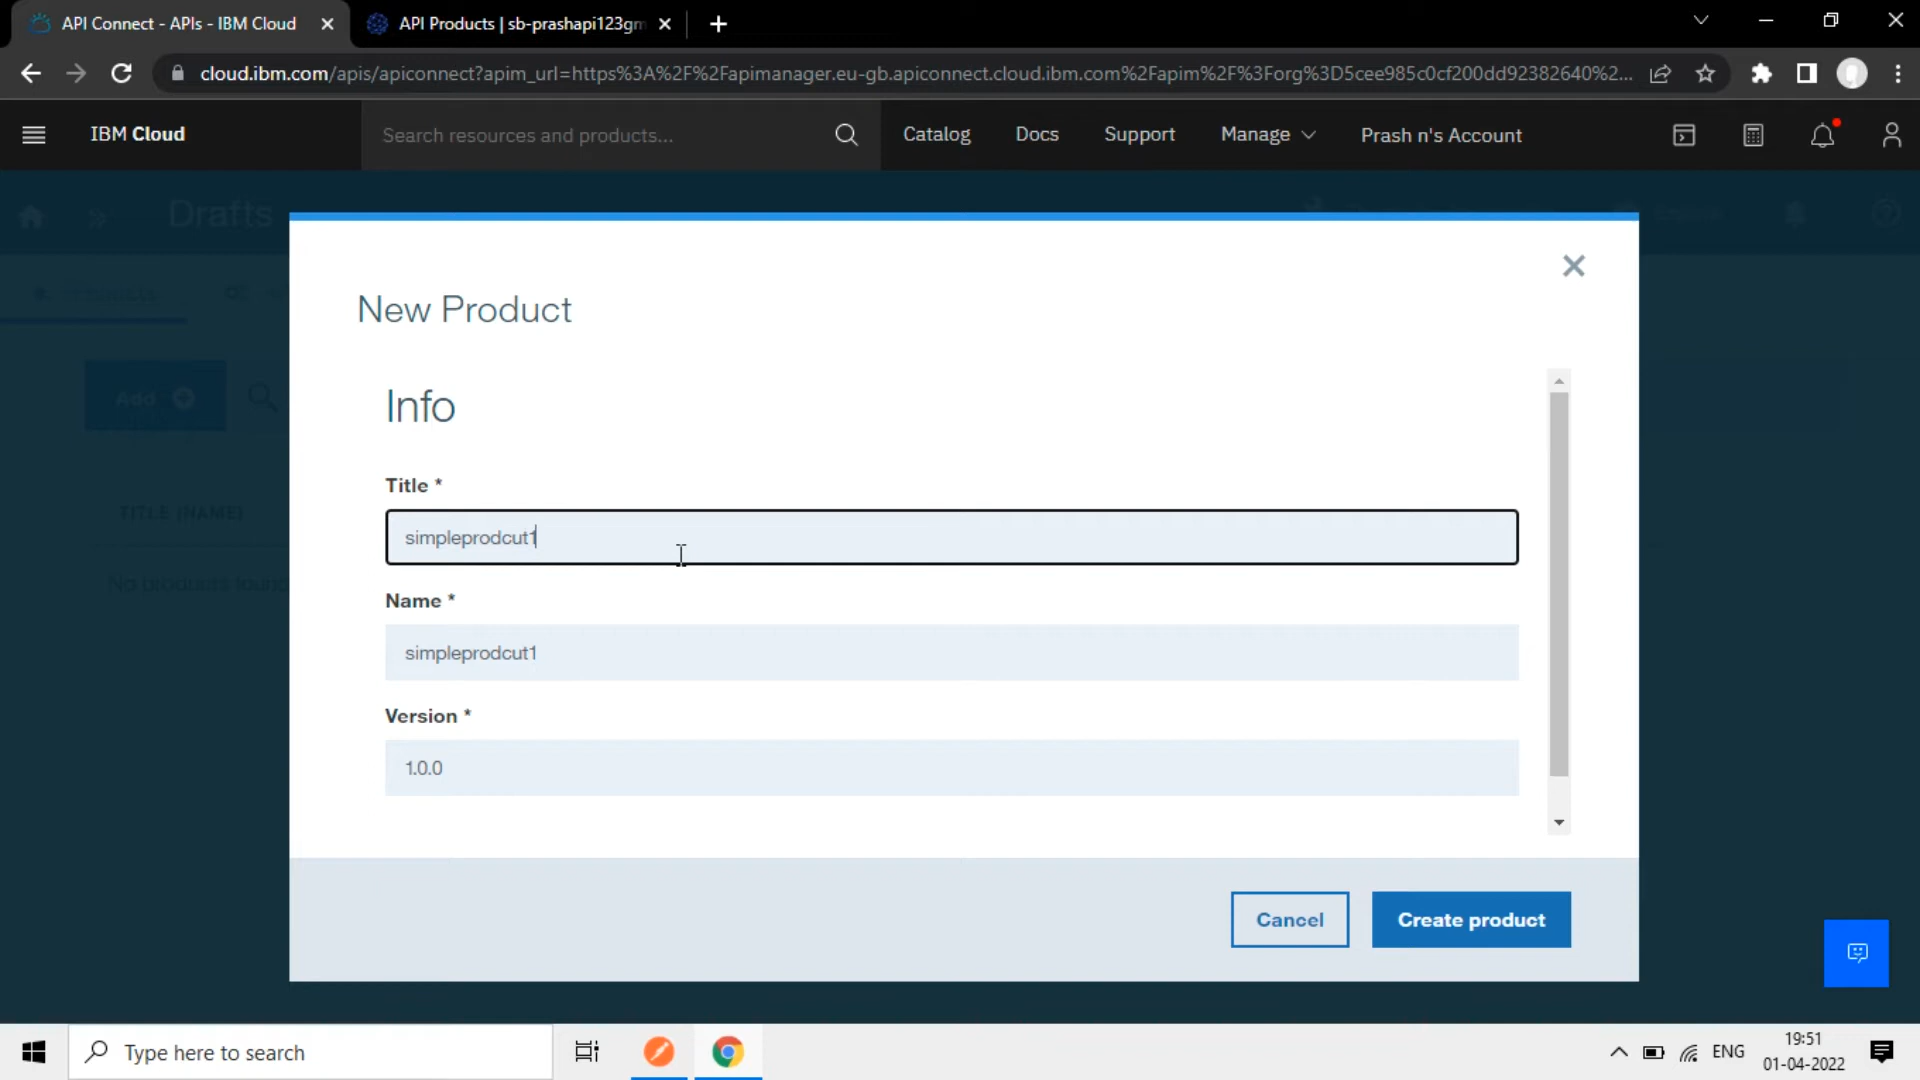 API Connect - APIs - IBM Cloud
API Products | sb-prashapi123gm
cloud.ibm.com/apis/apiconnect?apim_url=https%3A%2F%2Fapimanager.eu-gb.apiconnect.cloud.ibm.com%2Fapim%2F%3Forg%3D5cee985c0cf200dd92382640%2...
IBM Cloud
Search resources and products...
Catalog
Docs
Support
Manage
Prash n's Account
Drafts
New Product
Add
Info
Title *
simpleprodcut1
TITLE (NAME)
No products found
Name *
simpleprodcut1
Version *
1.0.0
Cancel
Create product
Type here to search
ENG
19:51
01-04-2022